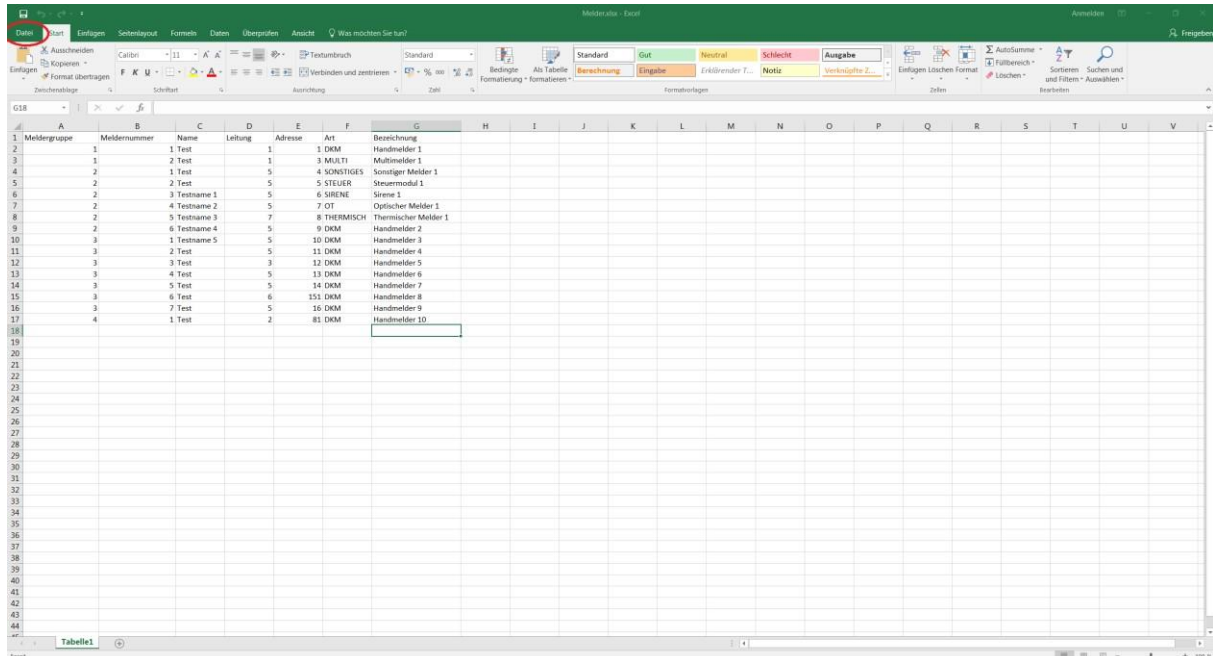 Melder.xlsx - Excel
Anmelden
Datei Start Einfügen Seitenlayout Formeln Daten Überprüfen Ansicht Was möchten Sie tun? Freigeben
Einfügen Ausschneiden Kopieren Format übertragen
Calibri 11 F K U
Textumbruch
Verbinden und zentrieren
Standard
Bedingte Formatierung Als Tabelle formatieren
Standard Gut Neutral Schlecht Ausgabe
Berechnung Eingabe Erklärender T... Notiz Verknüpfte Z...
Einfügen Löschen Format
AutoSumme
Füllbereich
Löschen
Sortieren und Filtern Suchen und Auswählen
Zwischenablage Schriftart Ausrichtung Zahl Formatvorlagen Zellen Bearbeiten
G18 fx
A B C D E F G H I J K L M N O P Q R S T U V
1 Meldergruppe Meldernummer Name Leitung Adresse Art Bezeichnung
2 1 1 Test 1 1 DKM Handmelder 1
3 1 2 Test 1 3 MULTI Multimelder 1
4 2 1 Test 5 4 SONSTIGES Sonstiger Melder 1
5 2 2 Test 5 5 STEUER Steuermodul 1
6 2 3 Testname 1 5 6 SIRENE Sirene 1
7 2 4 Testname 2 5 7 OT Optischer Melder 1
8 2 5 Testname 3 7 8 THERMISCH Thermischer Melder 1
9 2 6 Testname 4 5 9 DKM Handmelder 2
10 3 1 Testname 5 5 10 DKM Handmelder 3
11 3 2 Test 5 11 DKM Handmelder 4
12 3 3 Test 3 12 DKM Handmelder 5
13 3 4 Test 5 13 DKM Handmelder 6
14 3 5 Test 5 14 DKM Handmelder 7
15 3 6 Test 6 151 DKM Handmelder 8
16 3 7 Test 5 16 DKM Handmelder 9
17 4 1 Test 2 81 DKM Handmelder 10
18
19
20
21
22
23
24
25
26
27
28
29
30
31
32
33
34
35
36
37
38
39
40
41
42
43
44
Tabelle1